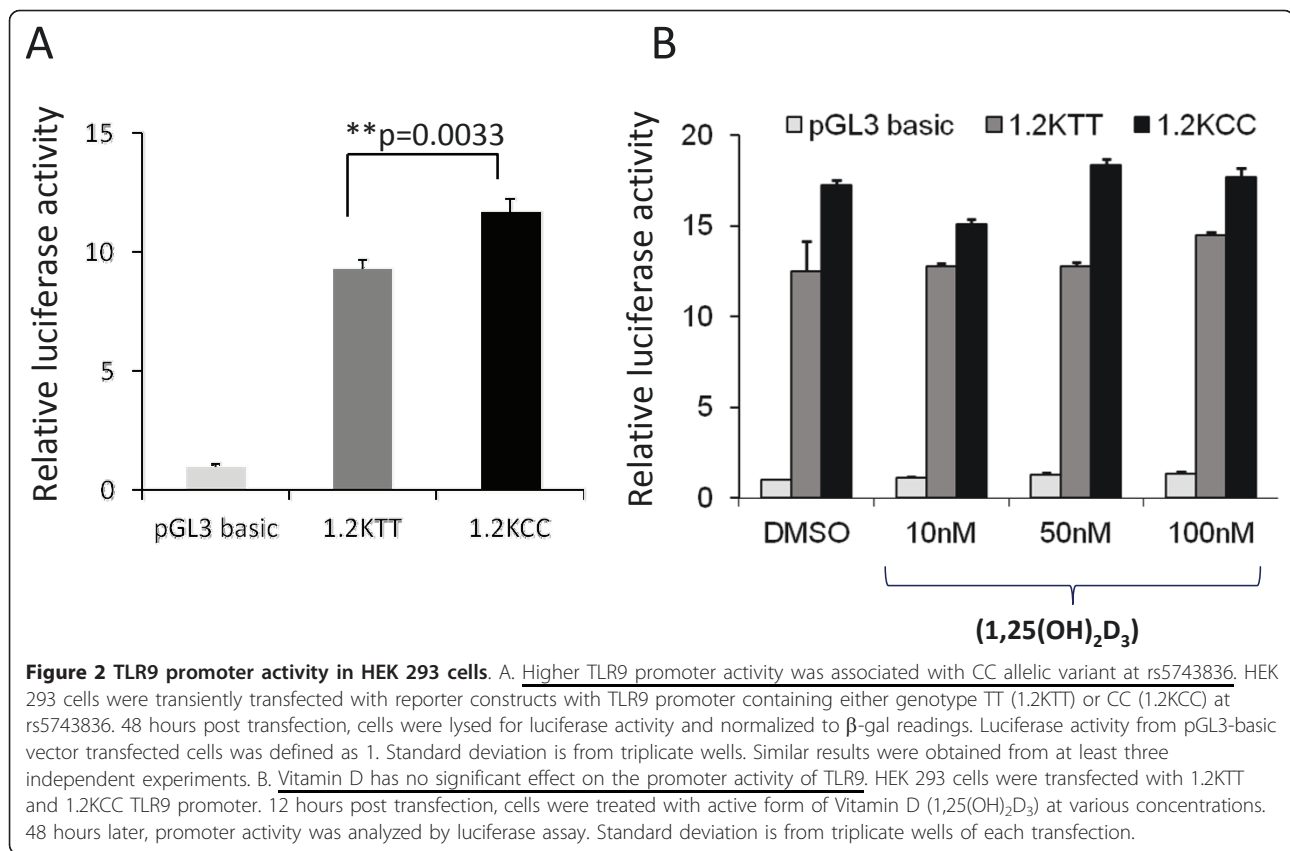 A
Relative luciferase activity
15
10
5
0
**p=0.0033
pGL3 basic
1.2KTT
1.2KCC
B
Relative luciferase activity
20
15
10
5
0
pGL3 basic
1.2KTT
1.2KCC
DMSO
10nM
50nM
100nM
(1,25(OH)₂D₃)
Figure 2 TLR9 promoter activity in HEK 293 cells. A. Higher TLR9 promoter activity was associated with CC allelic variant at rs5743836. HEK
293 cells were transiently transfected with reporter constructs with TLR9 promoter containing either genotype TT (1.2KTT) or CC (1.2KCC) at
rs5743836. 48 hours post transfection, cells were lysed for luciferase activity and normalized to β-gal readings. Luciferase activity from pGL3-basic
vector transfected cells was defined as 1. Standard deviation is from triplicate wells. Similar results were obtained from at least three
independent experiments. B. Vitamin D has no significant effect on the promoter activity of TLR9. HEK 293 cells were transfected with 1.2KTT
and 1.2KCC TLR9 promoter. 12 hours post transfection, cells were treated with active form of Vitamin D (1,25(OH)₂D₃) at various concentrations.
48 hours later, promoter activity was analyzed by luciferase assay. Standard deviation is from triplicate wells of each transfection.